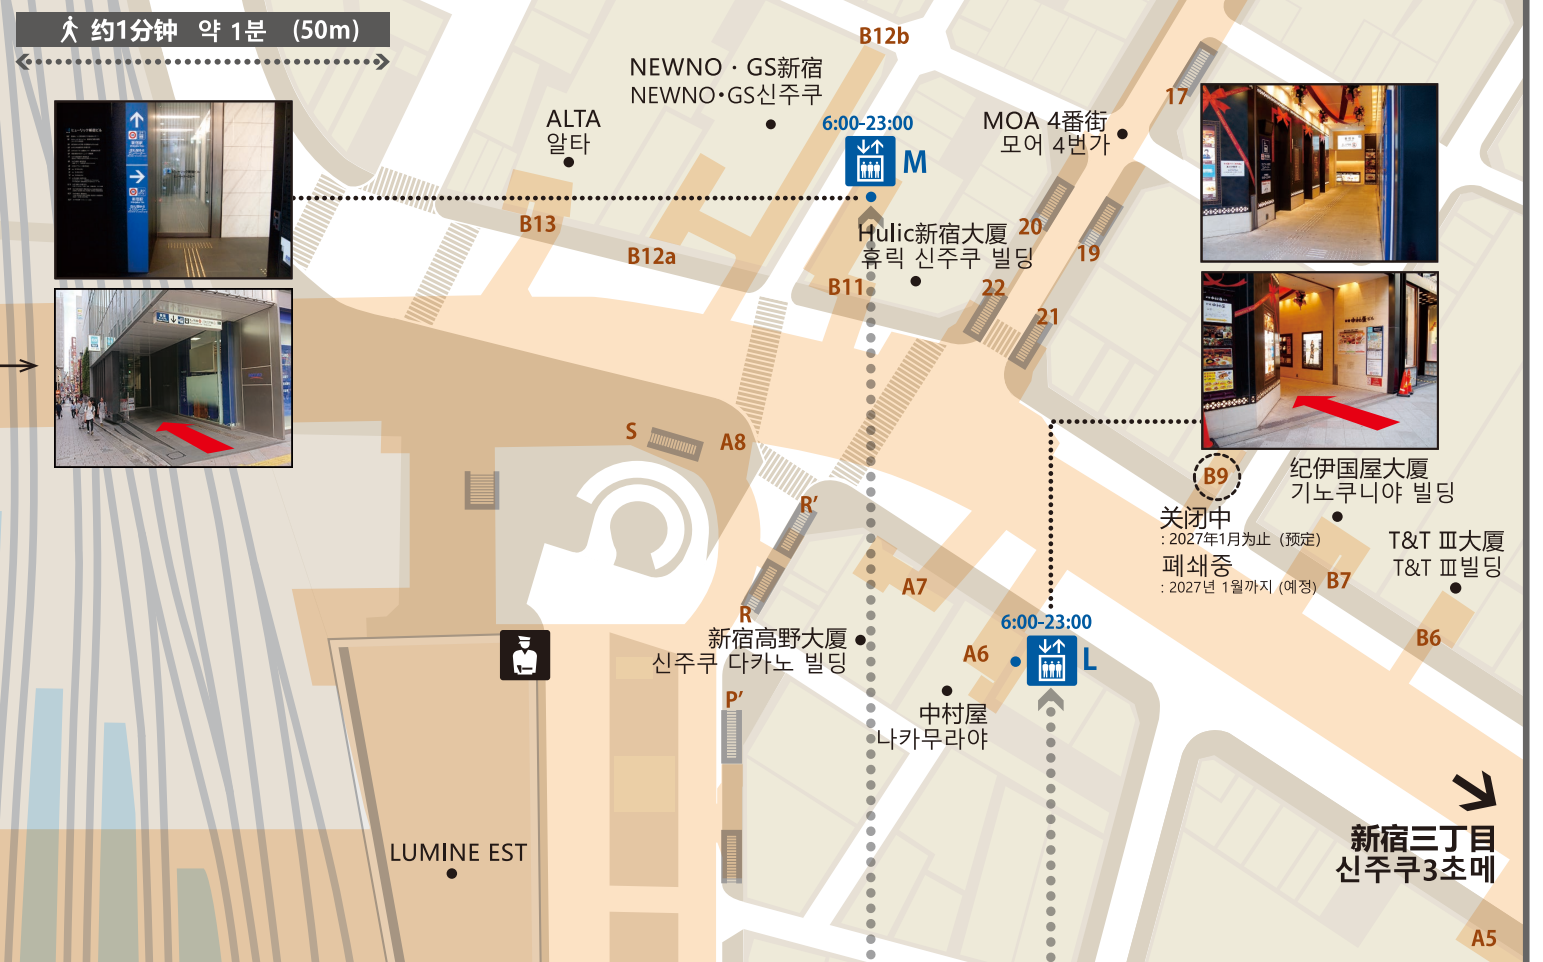 约1分钟 약 1분 (50m)
B12b
NEWNO・GS新宿
NEWNO•GS신주쿠
ALTA
알타
6:00-23:00
M
MOA 4番街
모어 4번가
17
B13
B12a
Hulic新宿大厦
휴릭 신주쿠 빌딩
20
19
B11
22
21
S
A8
R’
B9
纪伊国屋大厦
기노쿠니야 빌딩
关闭中
: 2027年1月为止 (预定)
폐쇄중
: 2027년 1월까지 (예정)
T&T Ⅲ大厦
T&T Ⅲ빌딩
B7
A7
R
新宿高野大厦
신주쿠 다카노 빌딩
6:00-23:00
L
A6
B6
P’
中村屋
나카무라야
LUMINE EST
新宿三丁目
신주쿠3초메
A5